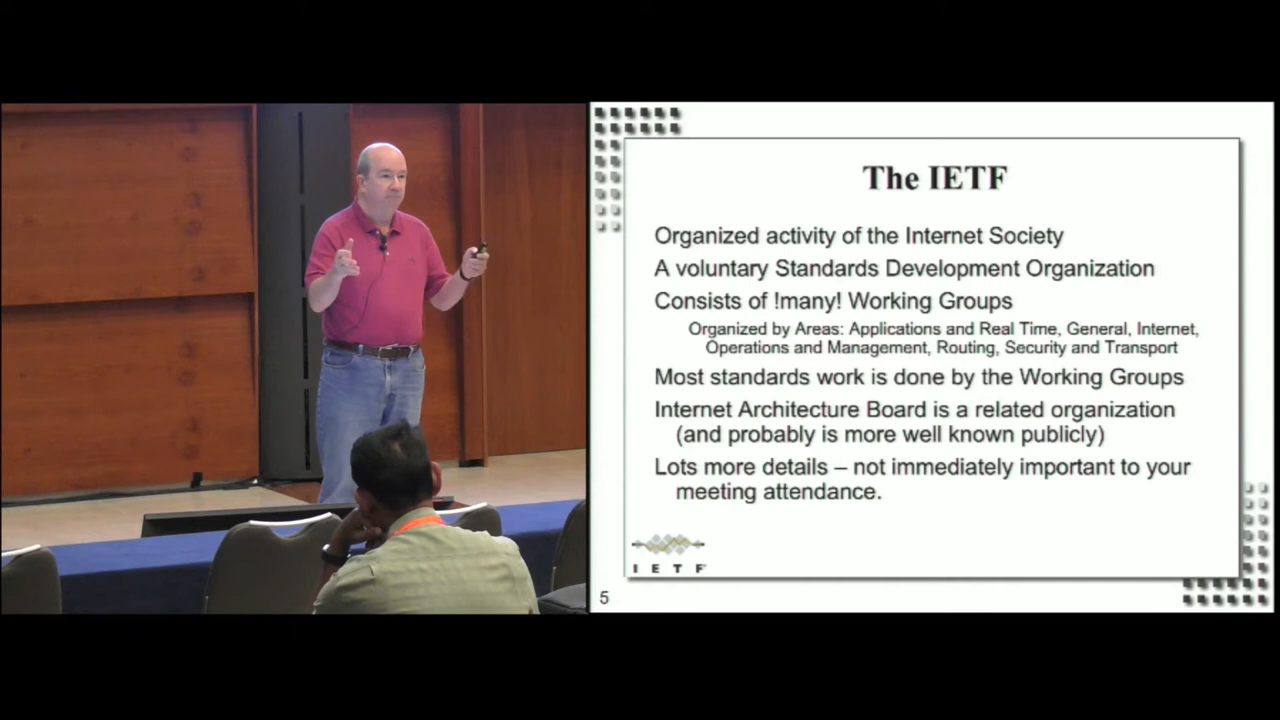 The IETF
Organized activity of the Internet Society
A voluntary Standards Development Organization
Consists of !many! Working Groups
Organized by Areas: Applications and Real Time, General, Internet,
Operations and Management, Routing, Security and Transport
Most standards work is done by the Working Groups
Internet Architecture Board is a related organization
(and probably is more well known publicly)
Lots more details – not immediately important to your
meeting attendance.
I E T F
5